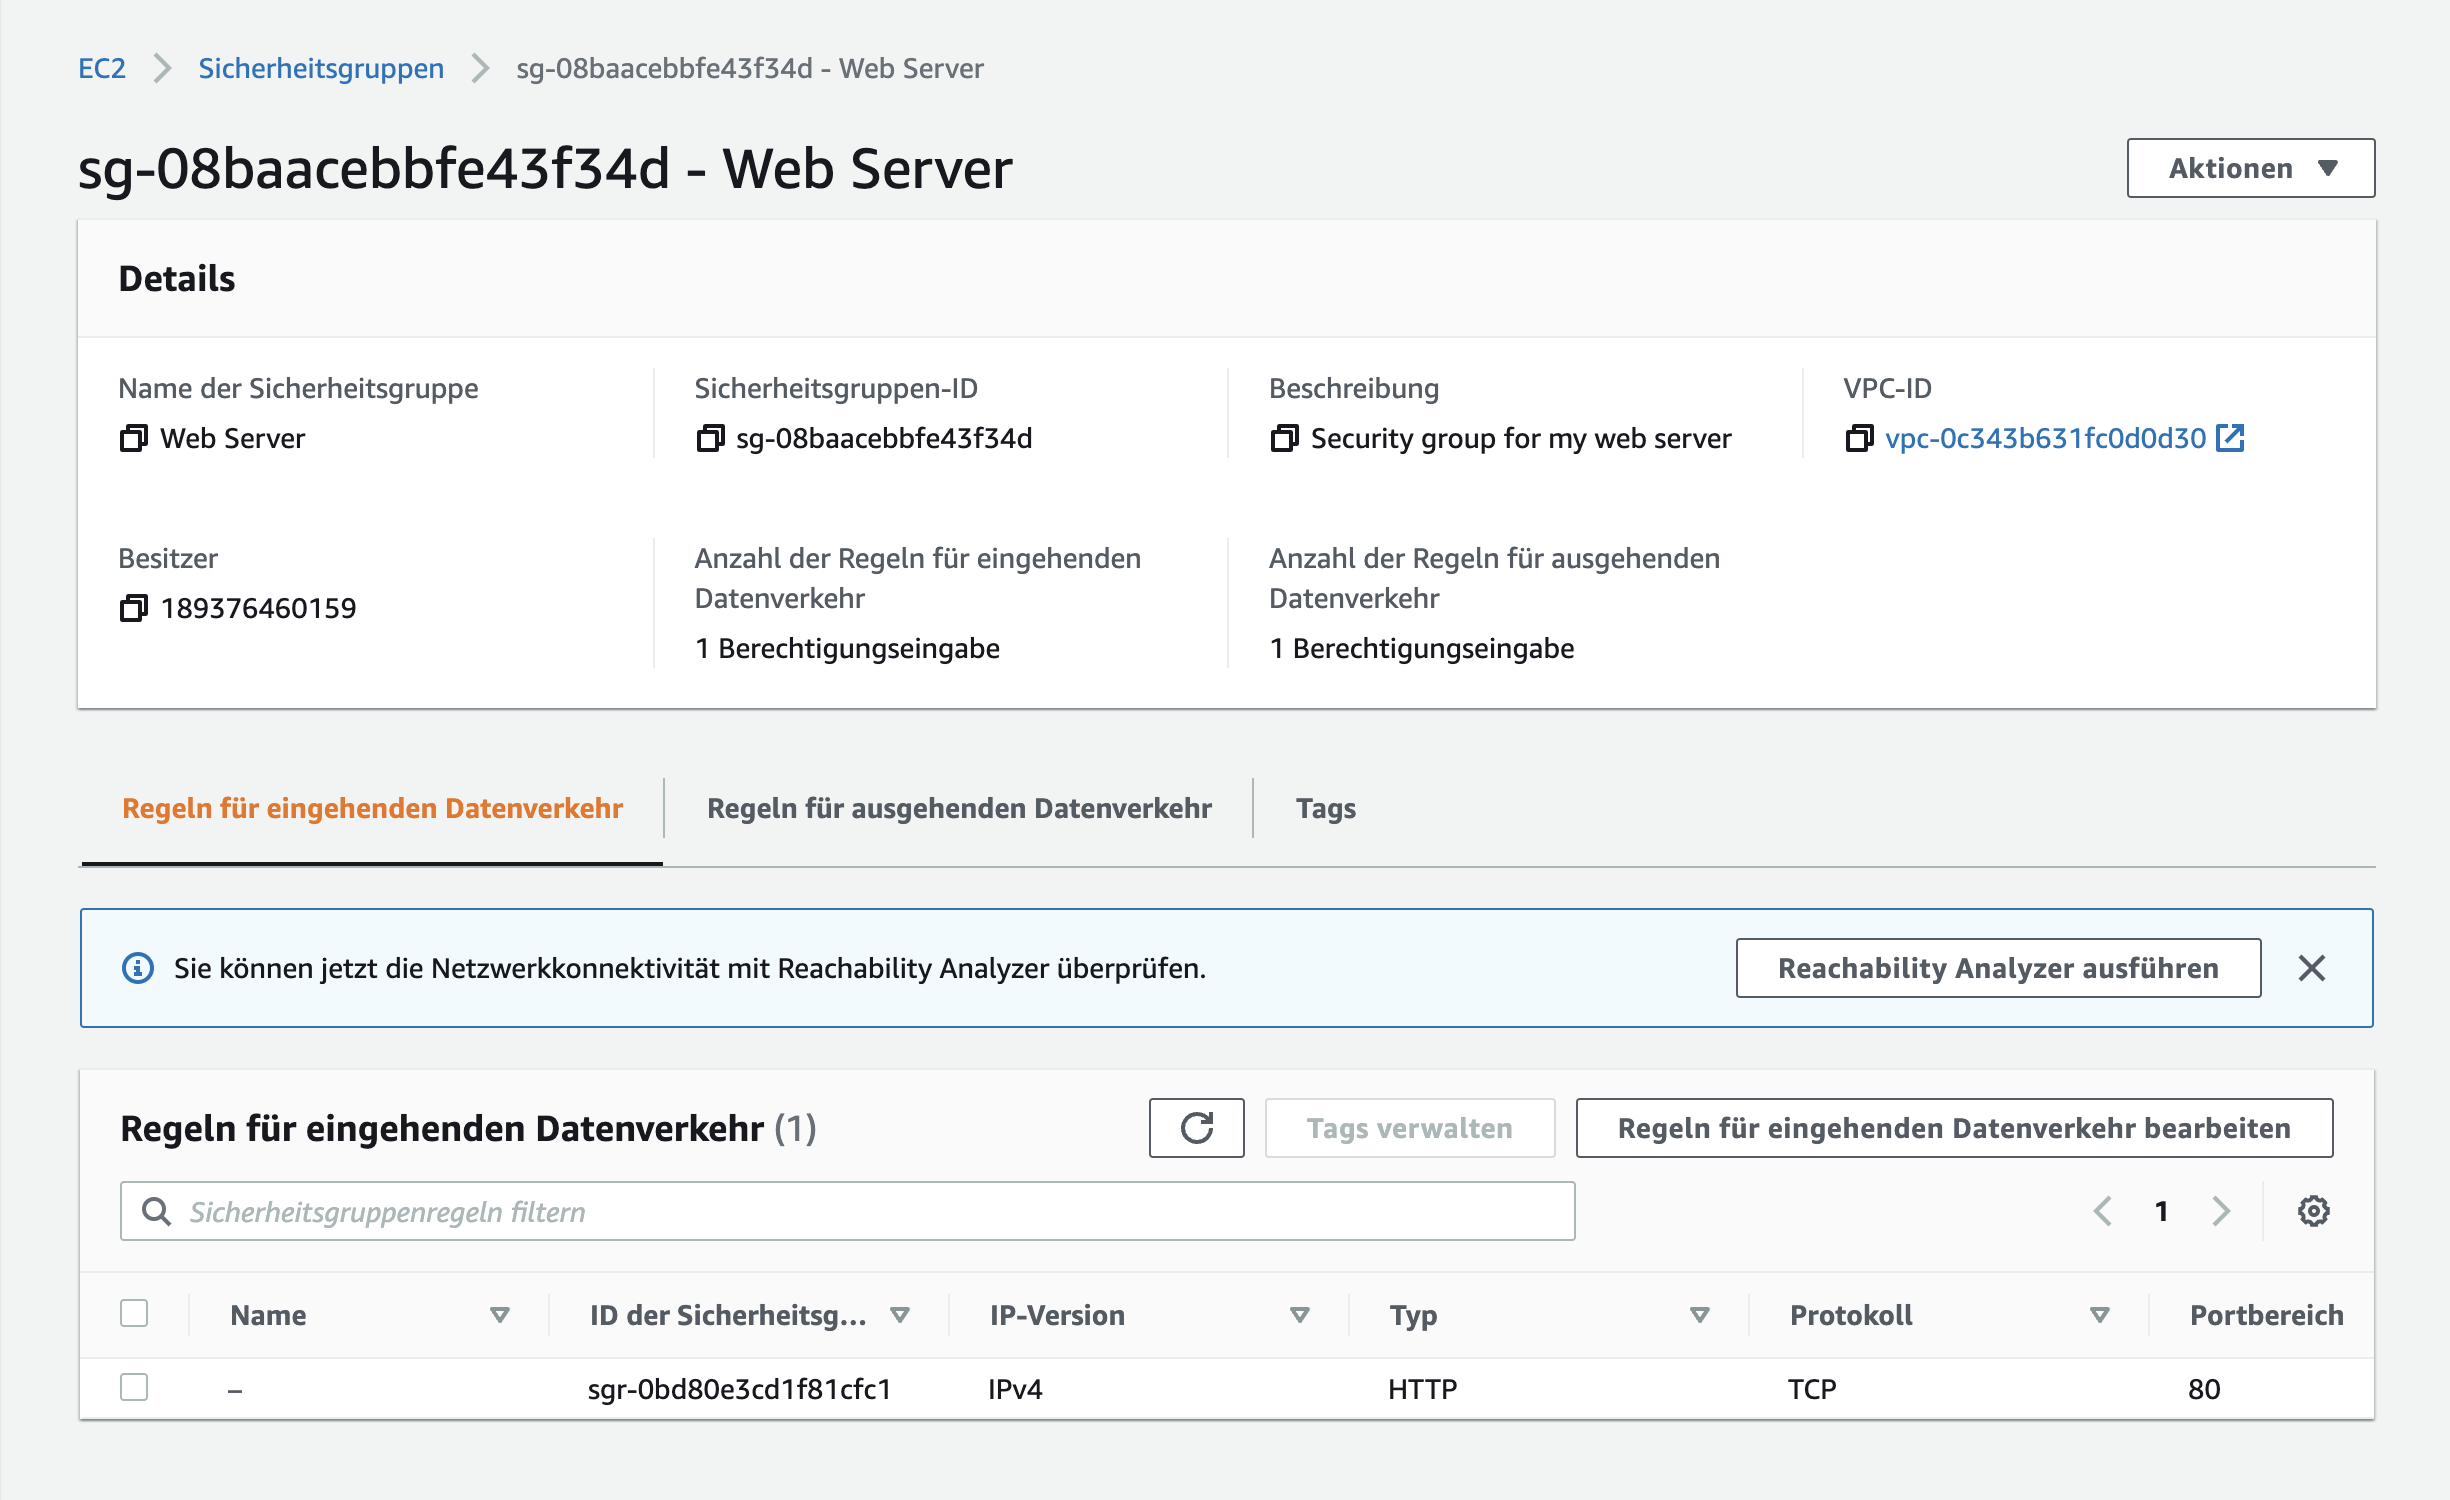 EC2 Sicherheitsgruppen sg-08baacebbfe43f34d - Web Server
sg-08baacebbfe43f34d - Web Server
Aktionen
Details
Name der Sicherheitsgruppe
Web Server
Sicherheitsgruppen-ID
sg-08baacebbfe43f34d
Beschreibung
Security group for my web server
VPC-ID
vpc-0c343b631fc0d0d30
Besitzer
189376460159
Anzahl der Regeln für eingehenden
Datenverkehr
1 Berechtigungseingabe
Anzahl der Regeln für ausgehenden
Datenverkehr
1 Berechtigungseingabe
Regeln für eingehenden Datenverkehr
Regeln für ausgehenden Datenverkehr
Tags
Sie können jetzt die Netzwerkkonnektivität mit Reachability Analyzer überprüfen.
Reachability Analyzer ausführen
Regeln für eingehenden Datenverkehr (1)
Tags verwalten
Regeln für eingehenden Datenverkehr bearbeiten
Sicherheitsgruppenregeln filtern
1
Name ID der Sicherheitsg... IP-Version Typ Protokoll Portbereich
– sgr-0bd80e3cd1f81cfc1 IPv4 HTTP TCP 80